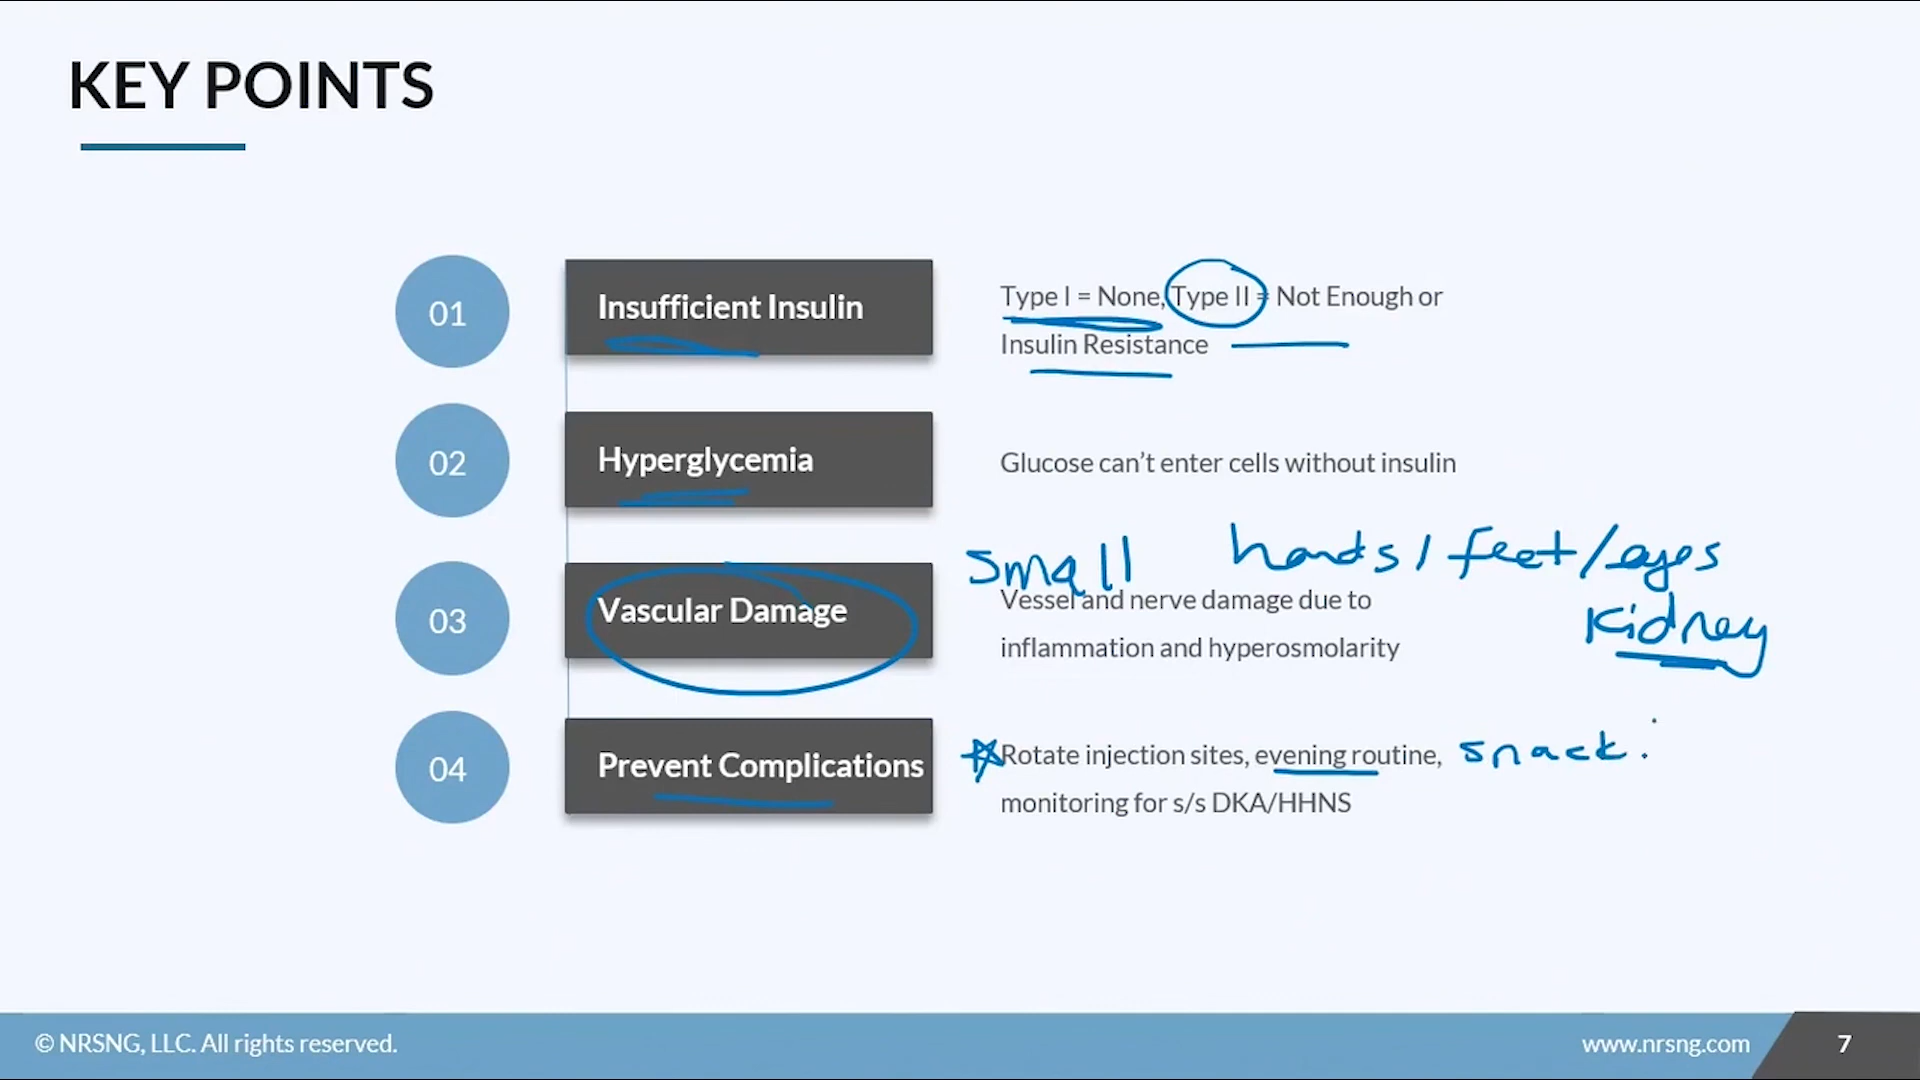 KEY POINTS
01
Insufficient Insulin
Type I = None, Type II = Not Enough or
Insulin Resistance
02
Hyperglycemia
Glucose can't enter cells without insulin
small hands / feet / eyes
Kidney
03
Vascular Damage
Vessel and nerve damage due to
inflammation and hyperosmolarity
04
Prevent Complications
Rotate injection sites, evening routine, snack.
monitoring for s/s DKA/HHNS
© NRSNG, LLC. All rights reserved.
www.nrsng.com
7